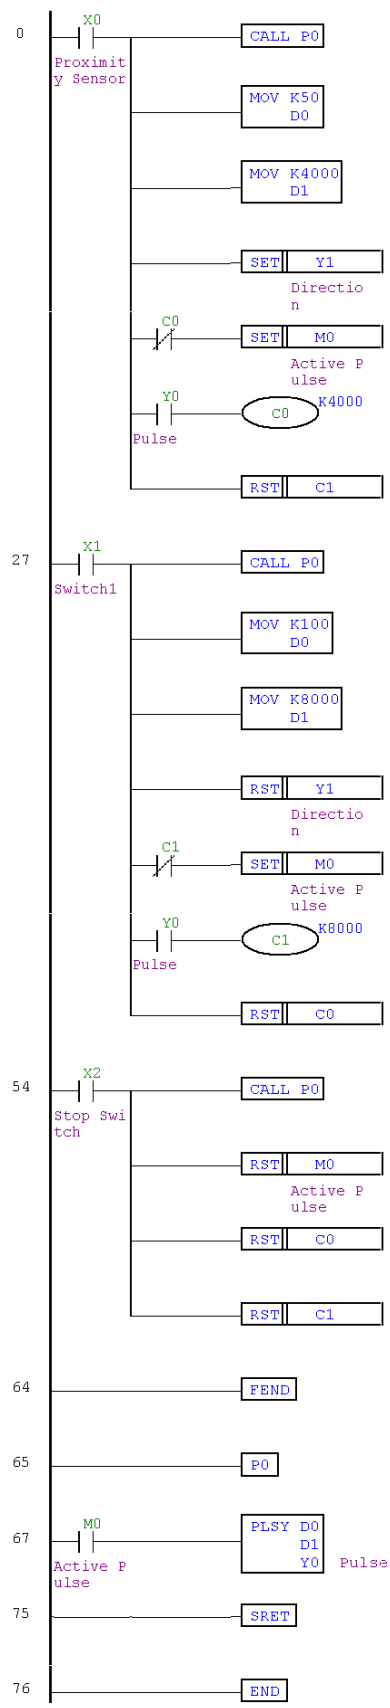 X0
0
CALL P0
Proximit
y Sensor
MOV K50
D0
MOV K4000
D1
SET Y1
Directio
n
C0
SET M0
Active P
ulse
Y0
C0 K4000
Pulse
RST C1
X1
27
CALL P0
Switch1
MOV K100
D0
MOV K8000
D1
RST Y1
Directio
n
C1
SET M0
Active P
ulse
Y0
C1 K8000
Pulse
RST C0
X2
54
CALL P0
Stop Swi
tch
RST M0
Active P
ulse
RST C0
RST C1
64
FEND
65
P0
M0
67
PLSY D0
D1
Y0 Pulse
Active P
ulse
75
SRET
76
END